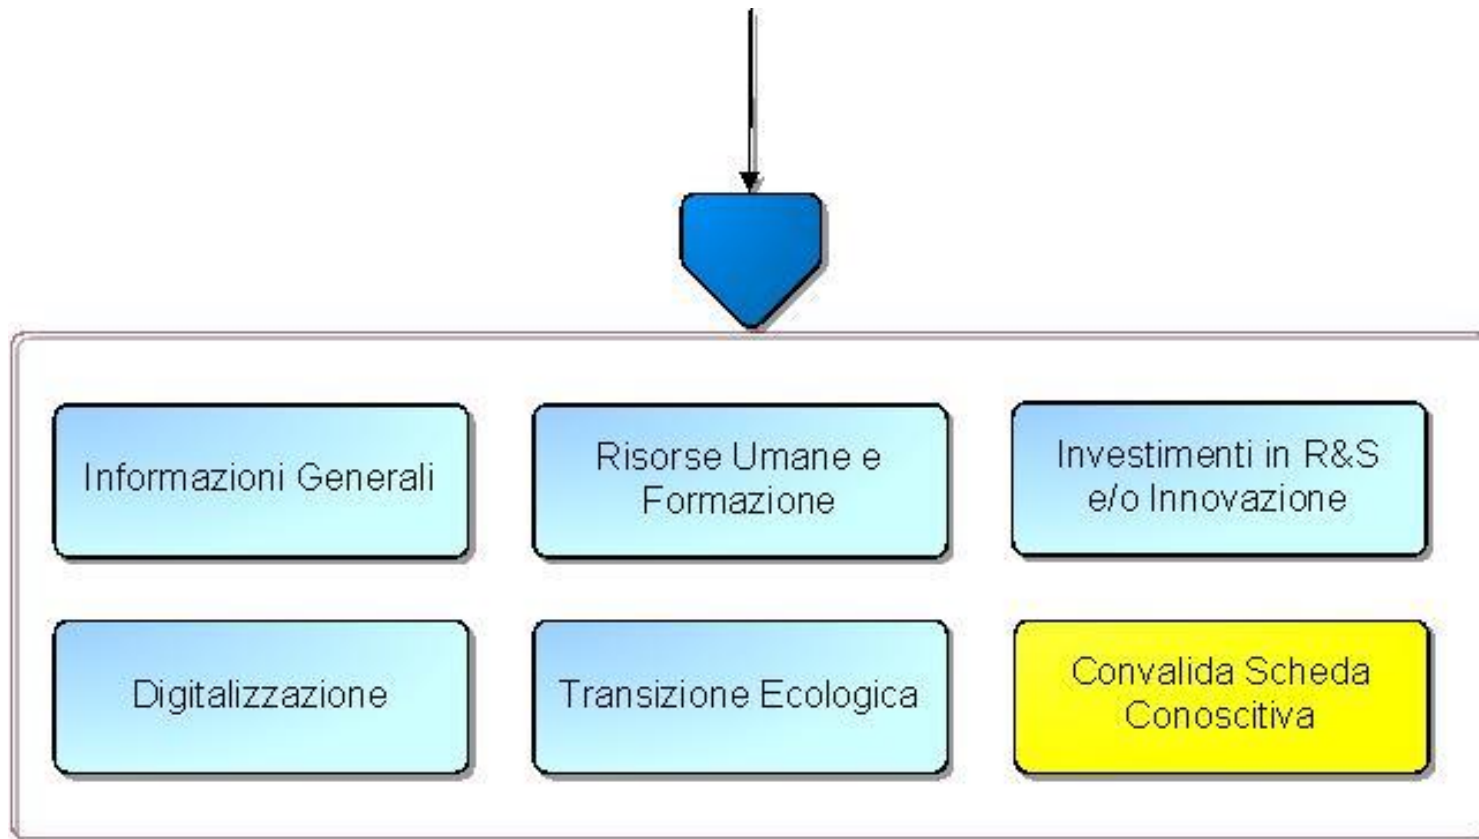 Informazioni Generali
Risorse Umane e
Formazione
Investimenti in R&S
e/o Innovazione
Digitalizzazione
Transizione Ecologica
Convalida Scheda
Conoscitiva